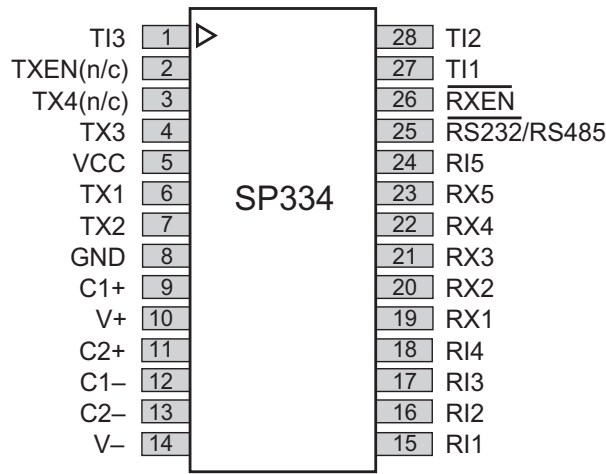 TI3 1 28 TI2
TXEN(n/c) 2 27 TI1
TX4(n/c) 3 26 RXEN
TX3 4 25 RS232/RS485
VCC 5 24 RI5
TX1 6 23 RX5
SP334
TX2 7 22 RX4
GND 8 21 RX3
C1+ 9 20 RX2
V+ 10 19 RX1
C2+ 11 18 RI4
C1– 12 17 RI3
C2– 13 16 RI2
V– 14 15 RI1